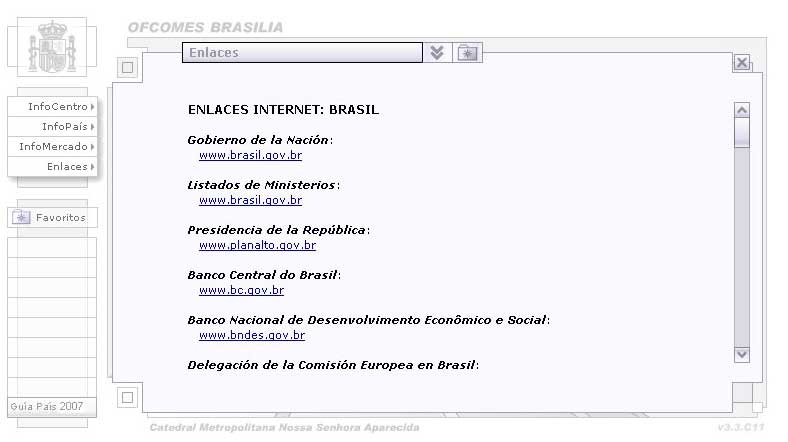 OFCOMES BRASILIA
Enlaces
InfoCentro
InfoPaís
InfoMercado
Enlaces
Favoritos
Guía País 2007
ENLACES INTERNET: BRASIL
Gobierno de la Nación:
www.brasil.gov.br
Listados de Ministerios:
www.brasil.gov.br
Presidencia de la República:
www.planalto.gov.br
Banco Central do Brasil:
www.bc.gov.br
Banco Nacional de Desenvolvimento Econômico e Social:
www.bndes.gov.br
Delegación de la Comisión Europea en Brasil:
Catedral Metropolitana Nossa Senhora Aparecida
v3.3.C11